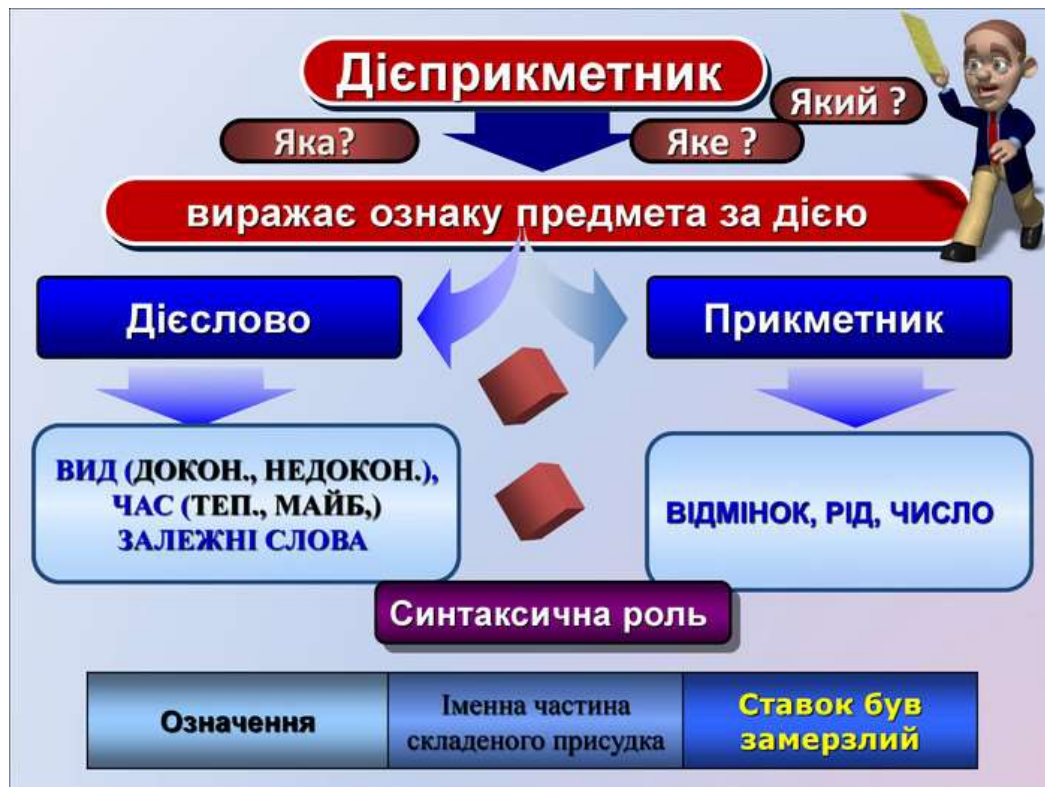 Дієприкметник
Який ?
Яка?
Яке ?
виражає ознаку предмета за дією
Дієслово
Прикметник
ВИД (ДОКОН., НЕДОКОН.),
ЧАС (ТЕП., МАЙБ,)
ЗАЛЕЖНІ СЛОВА
ВІДМІНОК, РІД, ЧИСЛО
Синтаксична роль
Означення
Іменна частина
складеного присудка
Ставок був
замерзлий